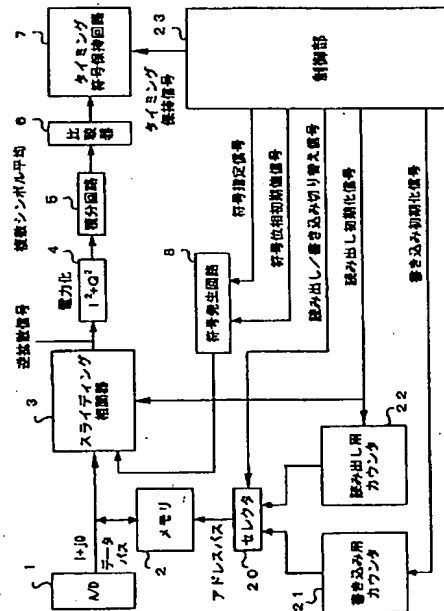 1
A/D
I+jQ
データ
バス
メモリ
2
アドレスバス
セレクタ
20
21
書き込み用
カウンタ
読み出し用
カウンタ
22
3
スライディング
相関器
逆拡散信号
電力化
4
I²+Q²
5
積分回路
複数シンボル平均
6
比較器
7
タイミング
符号保持回路
タイミング
保持信号
8
符号発生回路
23
制御部
符号指定信号
符号位相初期値信号
読み出し/書き込み切り替え信号
読み出し初期化信号
書き込み初期化信号